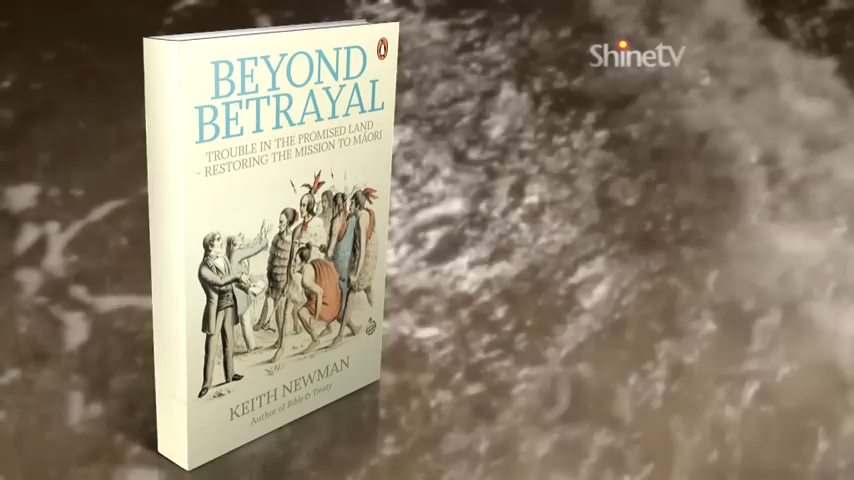 BEYOND
BETRAYAL
TROUBLE IN THE PROMISED LAND
- RESTORING THE MISSION TO MĀORI
KEITH NEWMAN
Author of Bible & Treaty
ShineTV